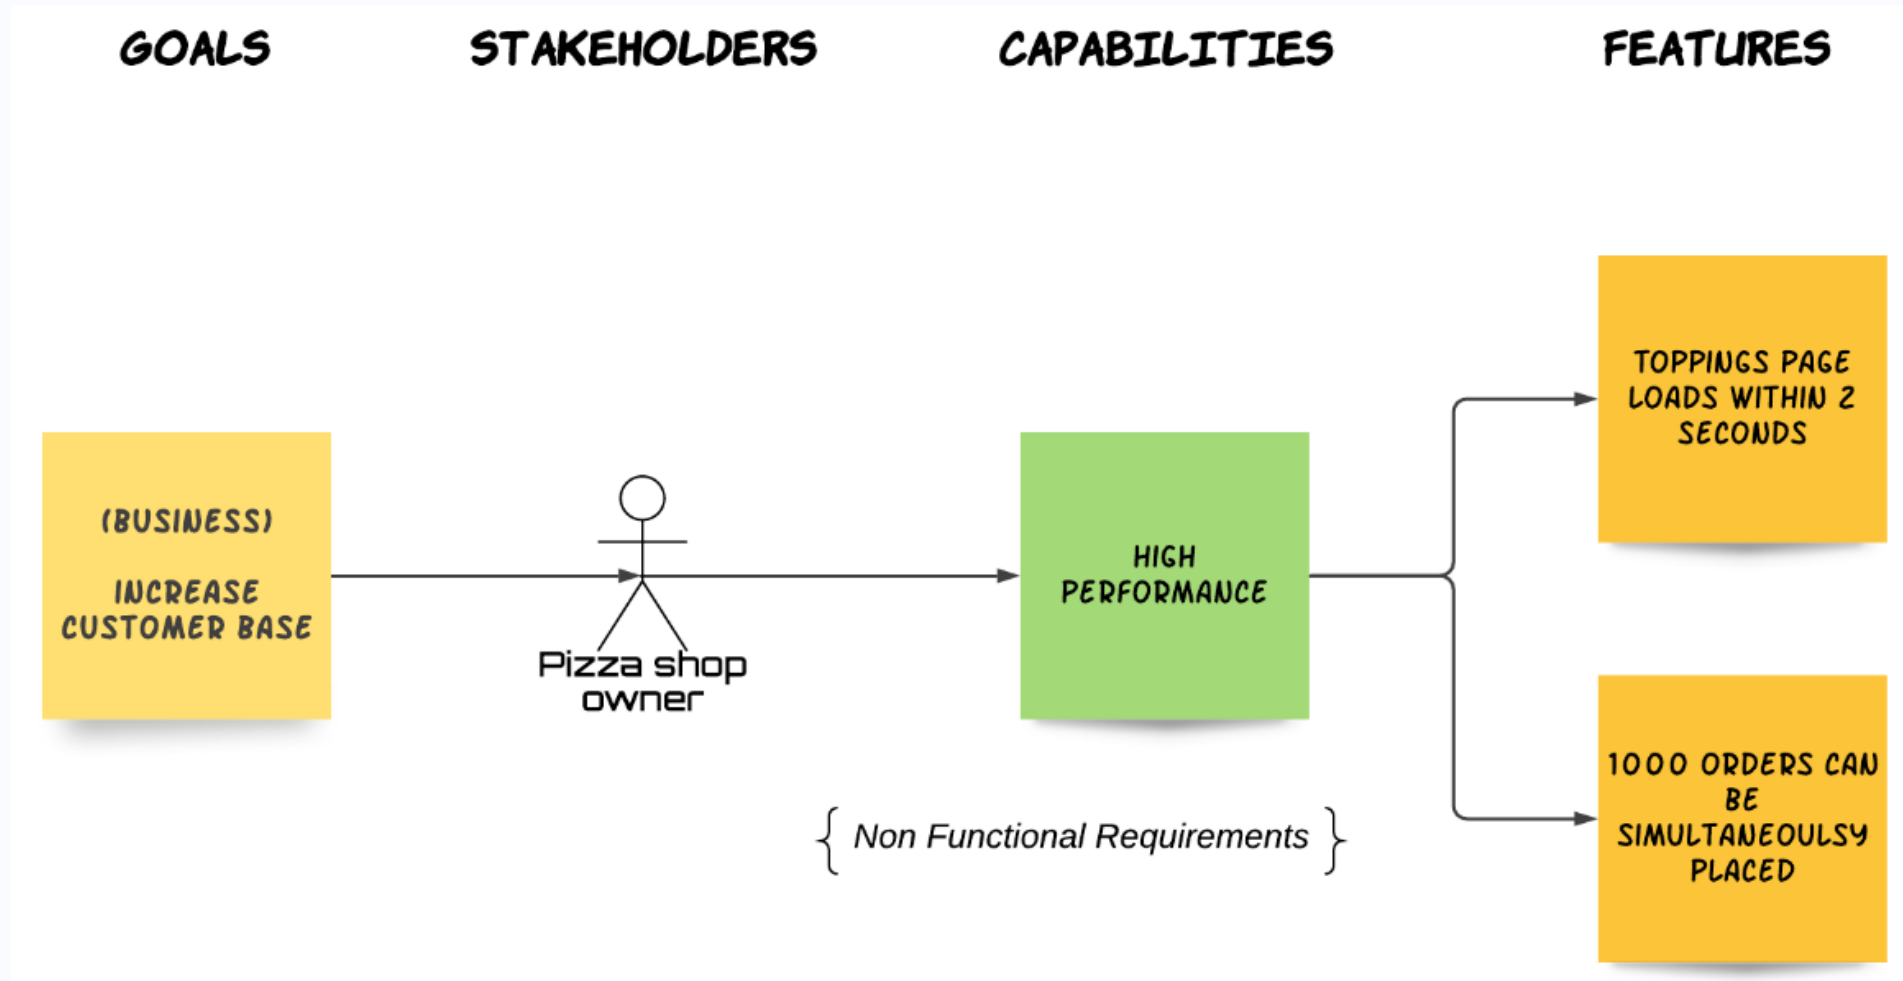 GOALS
STAKEHOLDERS
CAPABILITIES
FEATURES
(BUSINESS)
INCREASE
CUSTOMER BASE
Pizza shop
owner
HIGH
PERFORMANCE
{ Non Functional Requirements }
TOPPINGS PAGE
LOADS WITHIN 2
SECONDS
1000 ORDERS CAN
BE
SIMULTANEOULSY
PLACED